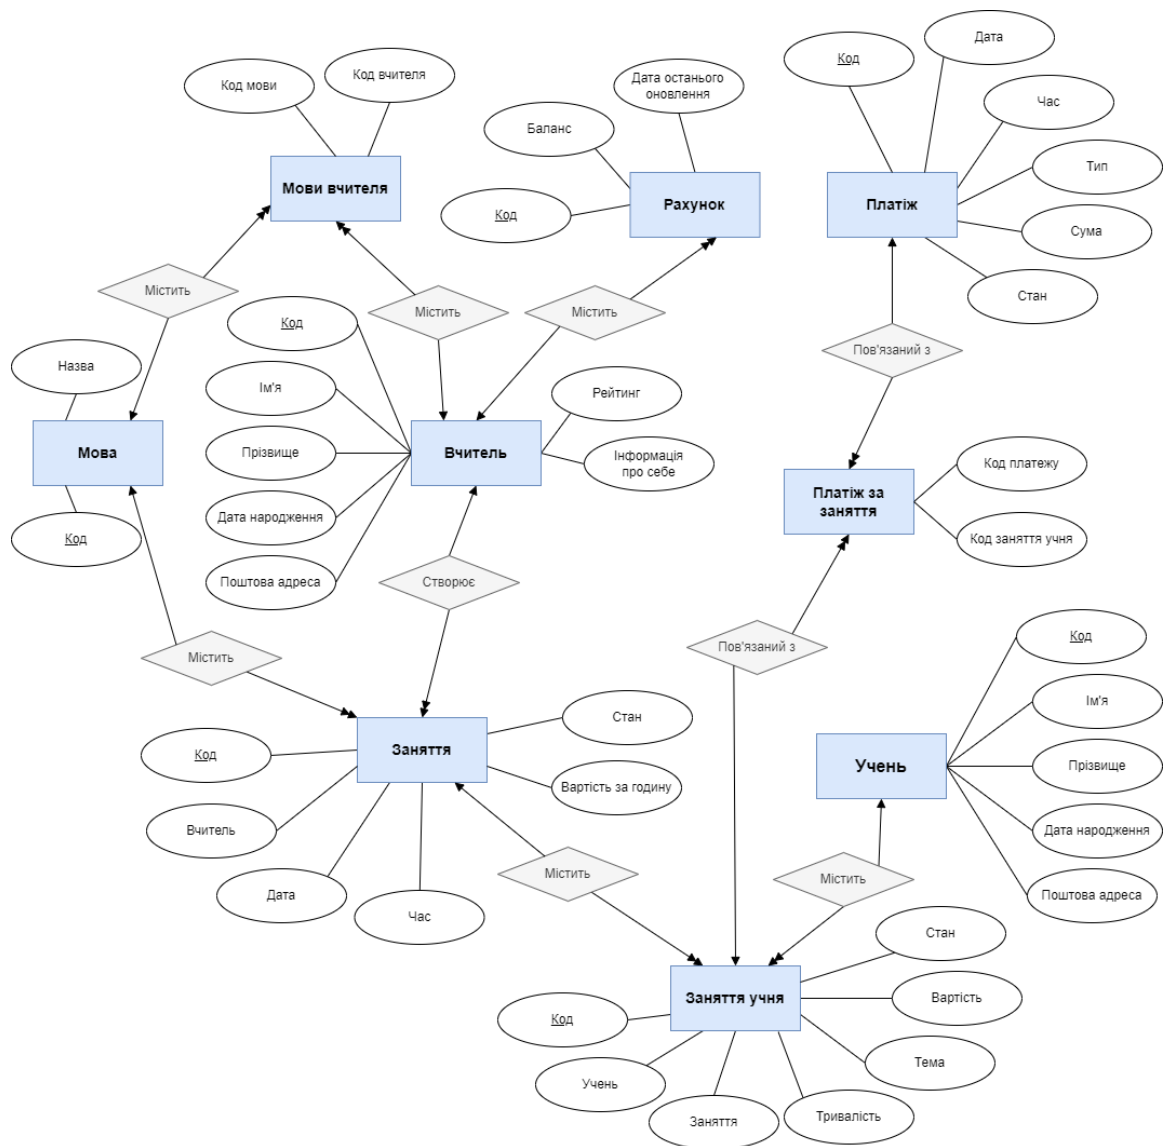 Дата
Код
Код вчителя
Код мови
Дата останього
оновлення
Час
Баланс
Тип
Мови вчителя
Рахунок
Платіж
Код
Сума
Містить
Стан
Містить
Містить
Код
Пов'язаний з
Назва
Ім'я
Рейтинг
Мова
Прізвище
Вчитель
Інформація
про себе
Код платежу
Платіж за
заняття
Код
Дата народження
Код заняття учня
Поштова адреса
Створює
Містить
Пов'язаний з
Код
Ім'я
Стан
Код
Заняття
Учень
Прізвище
Вартість за годину
Вчитель
Дата народження
Містить
Містить
Дата
Час
Поштова адреса
Стан
Заняття учня
Вартість
Код
Тема
Учень
Заняття
Тривалість